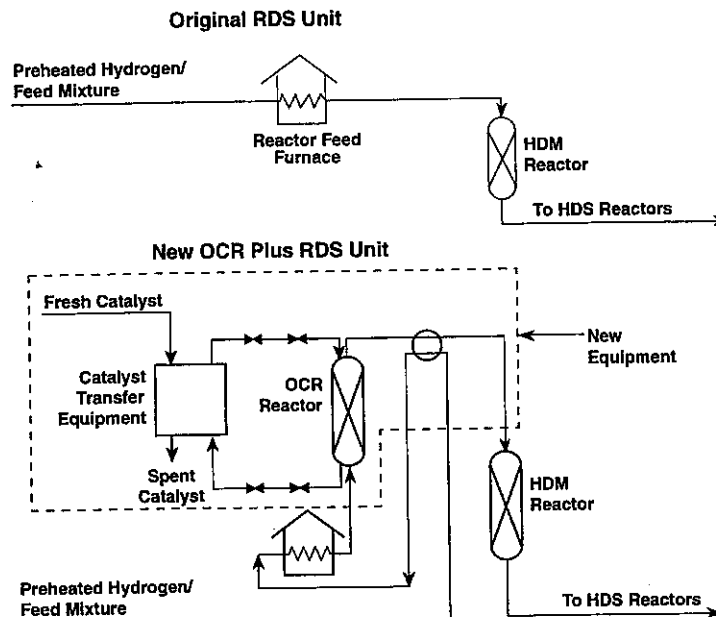 Original RDS Unit
Preheated Hydrogen/
Feed Mixture
Reactor Feed
Furnace
HDM
Reactor
To HDS Reactors
New OCR Plus RDS Unit
Fresh Catalyst
New
Equipment
Catalyst
Transfer
Equipment
OCR
Reactor
Spent
Catalyst
HDM
Reactor
Preheated Hydrogen/
Feed Mixture
To HDS Reactors